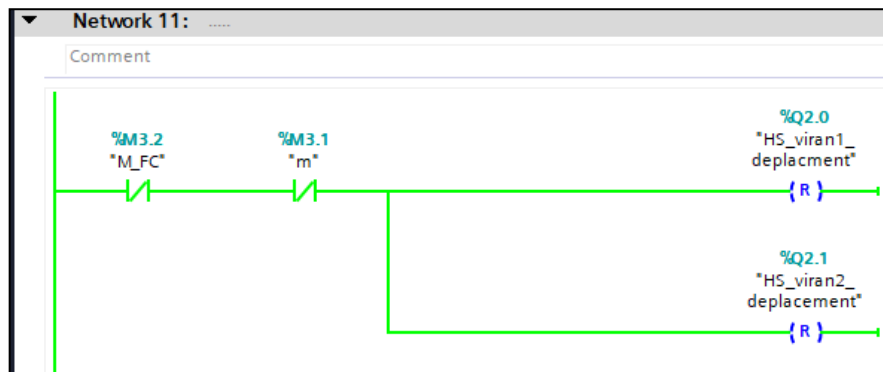 Network 11: .....
Comment
%M3.2
"M_FC"
%M3.1
"m"
%Q2.0
"HS_viran1_
deplacment"
R
%Q2.1
"HS_viran2_
deplacement"
R